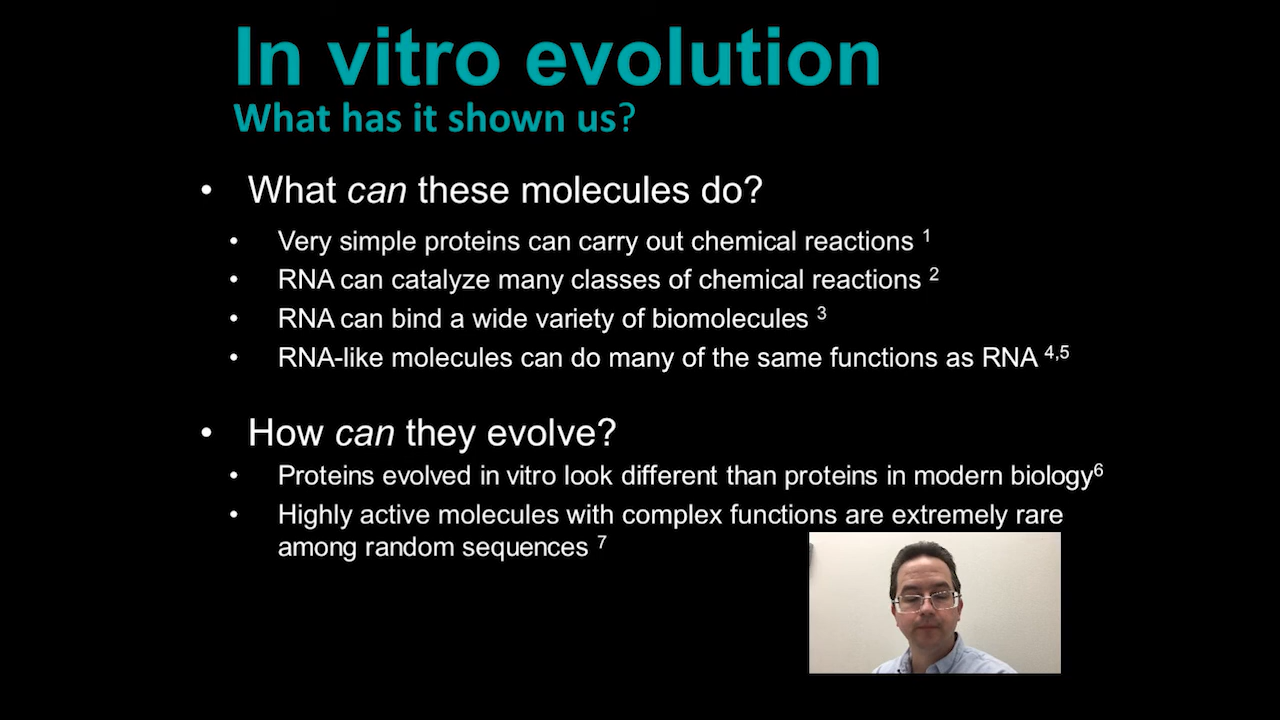 In vitro evolution
What has it shown us?
• What can these molecules do?
• Very simple proteins can carry out chemical reactions 1
• RNA can catalyze many classes of chemical reactions 2
• RNA can bind a wide variety of biomolecules 3
• RNA-like molecules can do many of the same functions as RNA 4,5
• How can they evolve?
• Proteins evolved in vitro look different than proteins in modern biology6
• Highly active molecules with complex functions are extremely rare
among random sequences 7